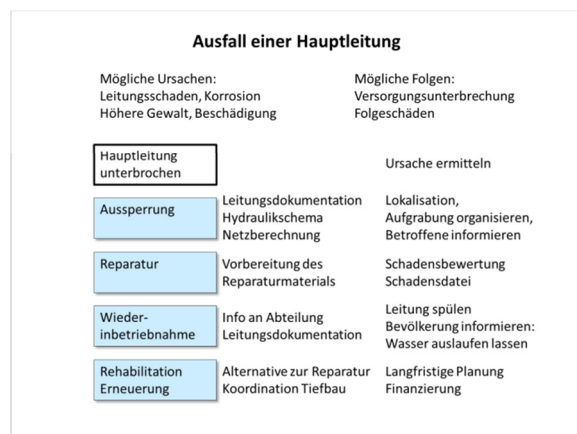 Ausfall einer Hauptleitung
Mögliche Ursachen:
Leitungsschaden, Korrosion
Höhere Gewalt, Beschädigung
Mögliche Folgen:
Versorgungsunterbrechung
Folgeschäden
Hauptleitung
unterbrochen
Ursache ermitteln
Aussperrung
Leitungsdokumentation
Hydraulikschema
Netzberechnung
Lokalisation,
Aufgrabung organisieren,
Betroffene informieren
Reparatur
Vorbereitung des
Reparaturmaterials
Schadensbewertung
Schadensdatei
Wieder-
inbetriebnahme
Info an Abteilung
Leitungsdokumentation
Leitung spülen
Bevölkerung informieren:
Wasser auslaufen lassen
Rehabilitation
Erneuerung
Alternative zur Reparatur
Koordination Tiefbau
Langfristige Planung
Finanzierung